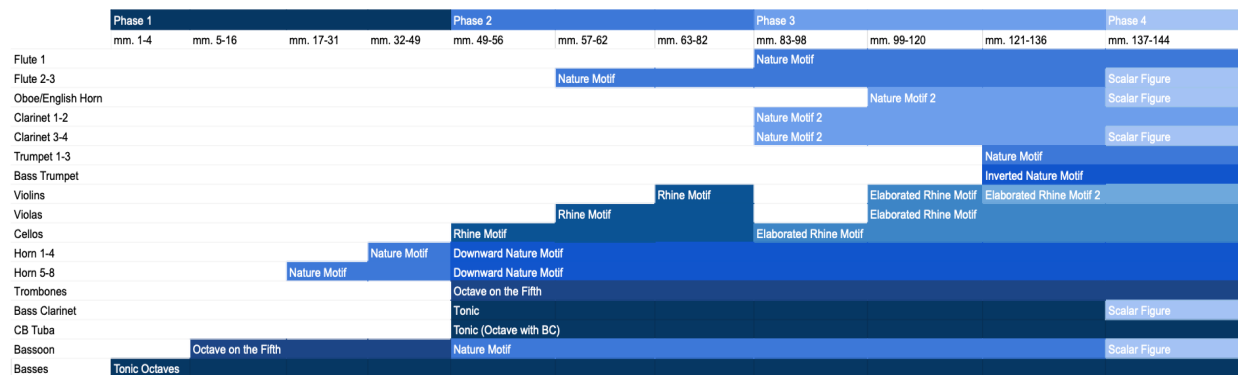 Phase 1 Phase 2 Phase 3 Phase 4
mm. 1-4 mm. 5-16 mm. 17-31 mm. 32-49 mm. 49-56 mm. 57-62 mm. 63-82 mm. 83-98 mm. 99-120 mm. 121-136 mm. 137-144
Flute 1 Nature Motif
Flute 2-3 Nature Motif Scalar Figure
Oboe/English Horn Nature Motif 2 Scalar Figure
Clarinet 1-2 Nature Motif 2
Clarinet 3-4 Nature Motif 2 Scalar Figure
Trumpet 1-3 Nature Motif
Bass Trumpet Inverted Nature Motif
Violins Rhine Motif Elaborated Rhine Motif Elaborated Rhine Motif 2
Violas Rhine Motif Elaborated Rhine Motif
Cellos Rhine Motif Elaborated Rhine Motif
Horn 1-4 Nature Motif Downward Nature Motif
Horn 5-8 Nature Motif Downward Nature Motif
Trombones Octave on the Fifth
Bass Clarinet Tonic Scalar Figure
CB Tuba Tonic (Octave with BC)
Bassoon Octave on the Fifth Nature Motif Scalar Figure
Basses Tonic Octaves